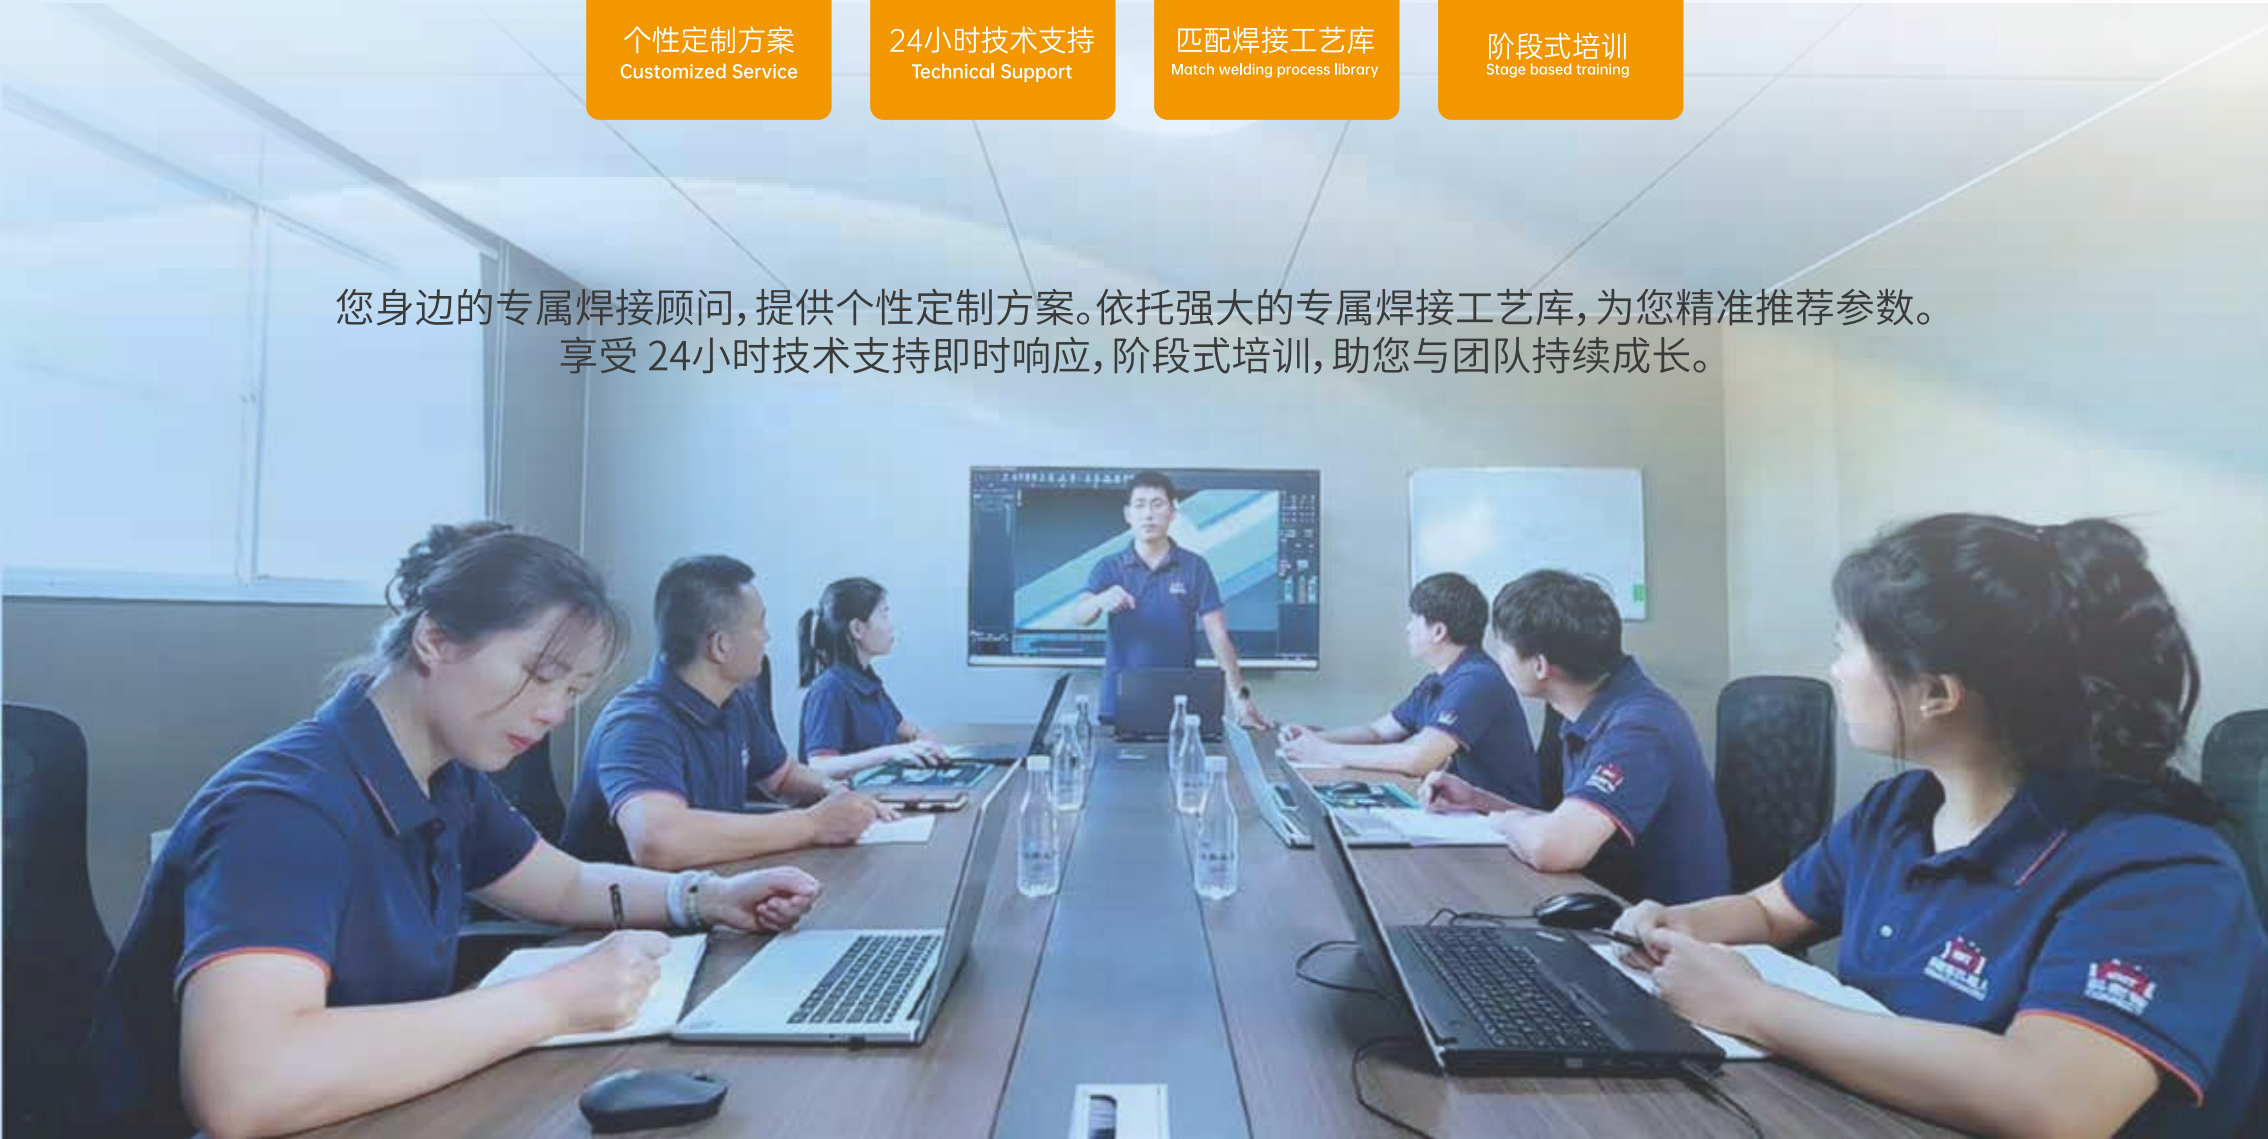 个性定制方案
Customized Service
24小时技术支持
Technical Support
匹配焊接工艺库
Match welding process library
阶段式培训
Stage based training
您身边的专属焊接顾问，提供个性定制方案。依托强大的专属焊接工艺库，为您精准推荐参数。
享受 24小时技术支持即时响应，阶段式培训，助您与团队持续成长。